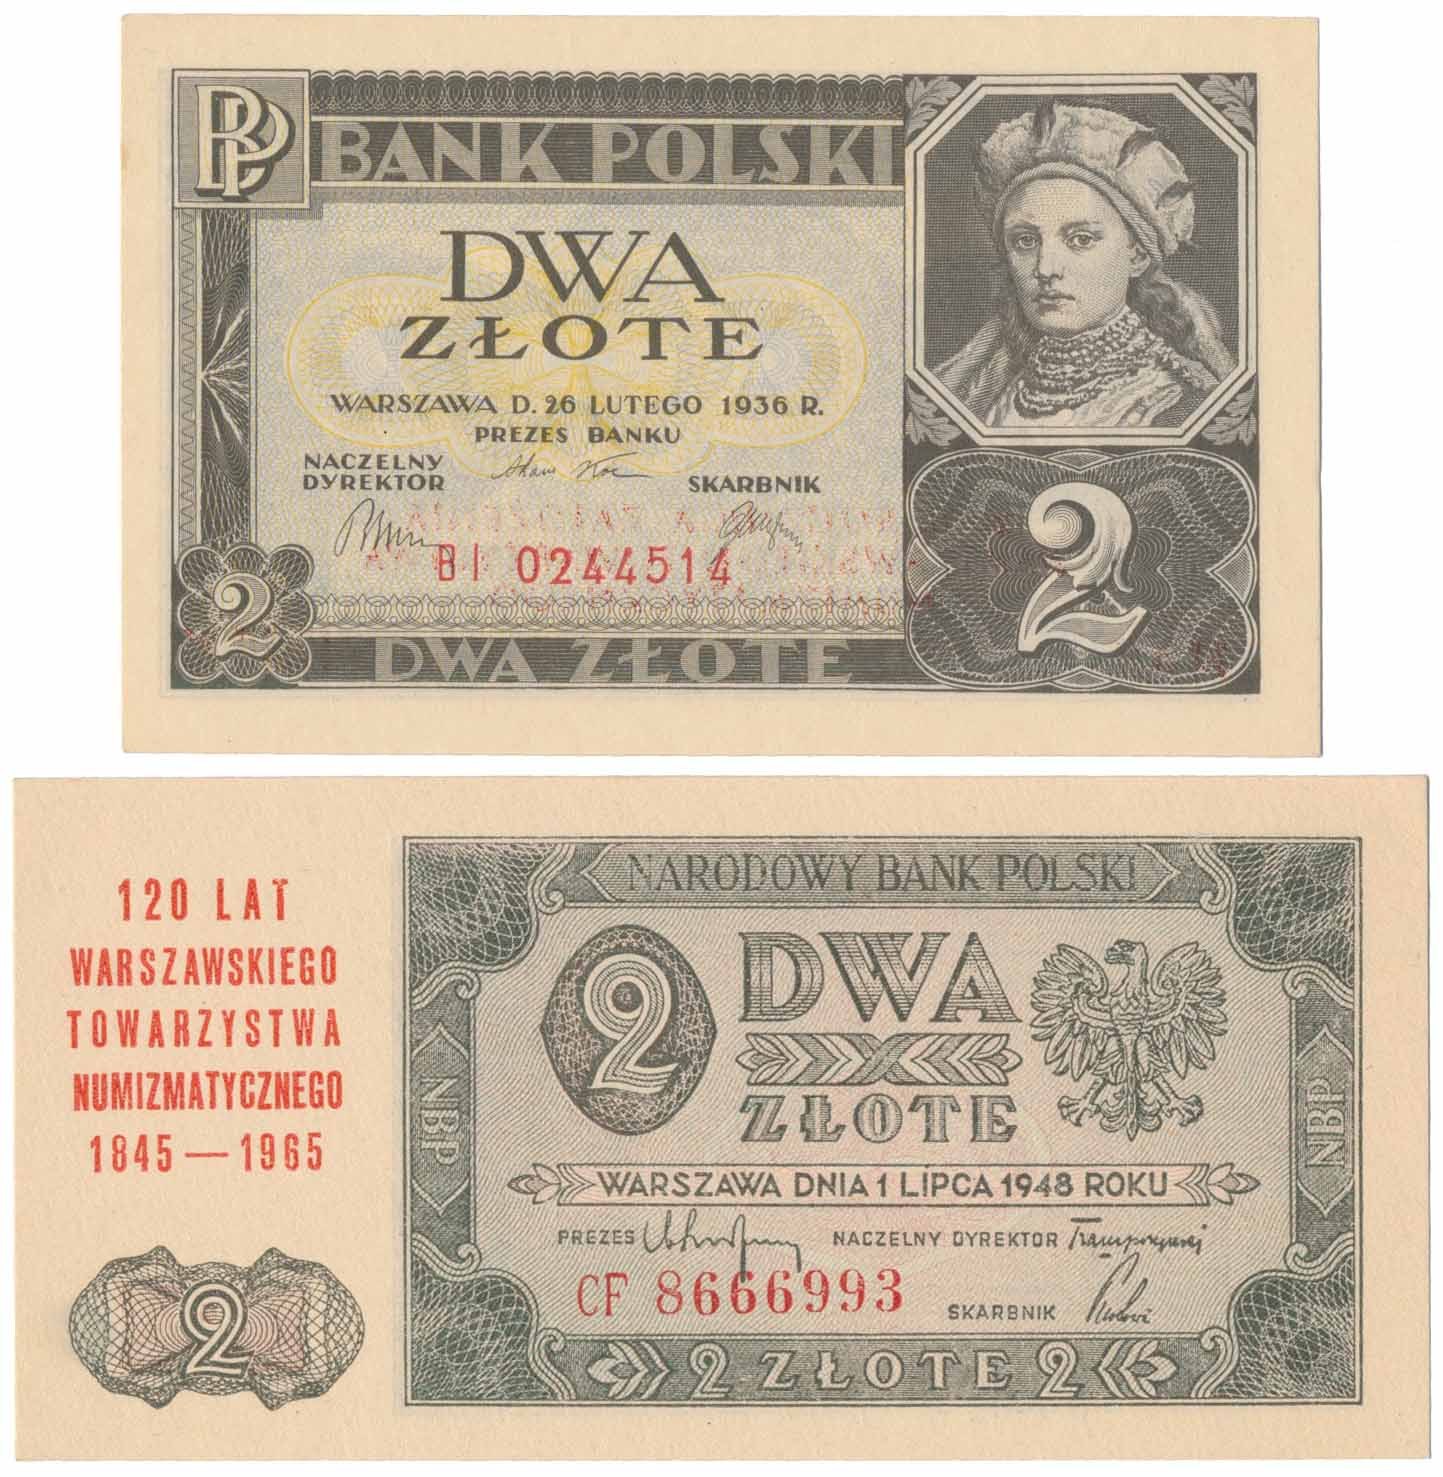 BP
BANK POLSKI
DWA
ZŁOTE
WARSZAWA D. 26 LUTEGO 1936 R.
PREZES BANKU
NACZELNY
DYREKTOR
SKARBNIK
BI 0244514
2
2
DWA ZŁOTE
120 LAT
WARSZAWSKIEGO
TOWARZYSTWA
NUMIZMATYCZNEGO
1845 — 1965
2
NARODOWY BANK POLSKI
2
DWA
ZŁOTE
NBP
NBP
WARSZAWA DNIA 1 LIPCA 1948 ROKU
PREZES
NACZELNY DYREKTOR
CF 8666993
SKARBNIK
2 ZŁOTE 2